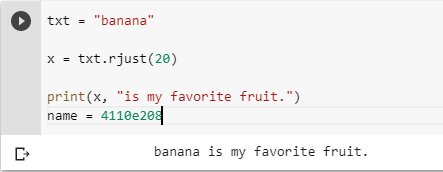 txt = "banana"
x = txt.rjust(20)
print(x, "is my favorite fruit.")
name = 4110e208
banana is my favorite fruit.